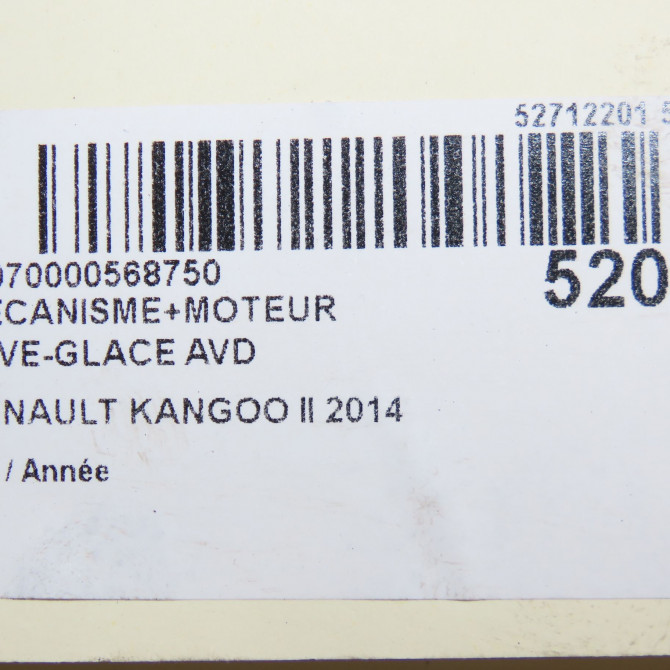 52712201 5
070000568750
520
ECANISME+MOTEUR
VE-GLACE AVD
NAULT KANGOO II 2014
/ Année